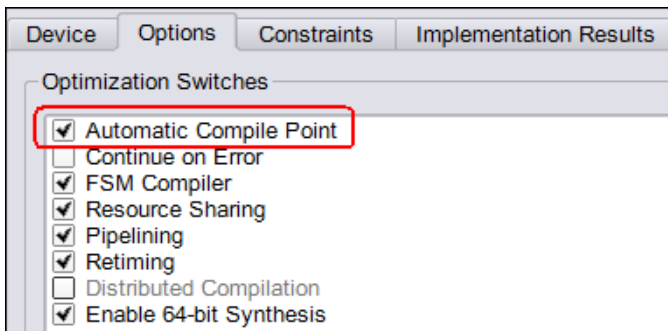 Device Options Constraints Implementation Results
Optimization Switches
Automatic Compile Point
Continue on Error
FSM Compiler
Resource Sharing
Pipelining
Retiming
Distributed Compilation
Enable 64-bit Synthesis